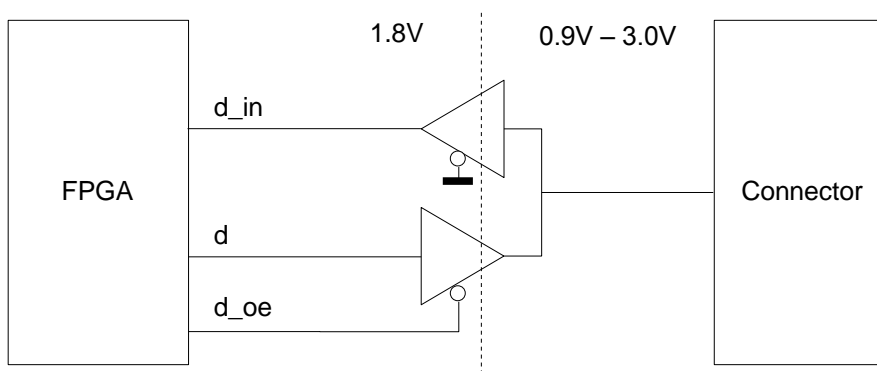 1.8V
0.9V – 3.0V
d_in
FPGA
Connector
d
d_oe